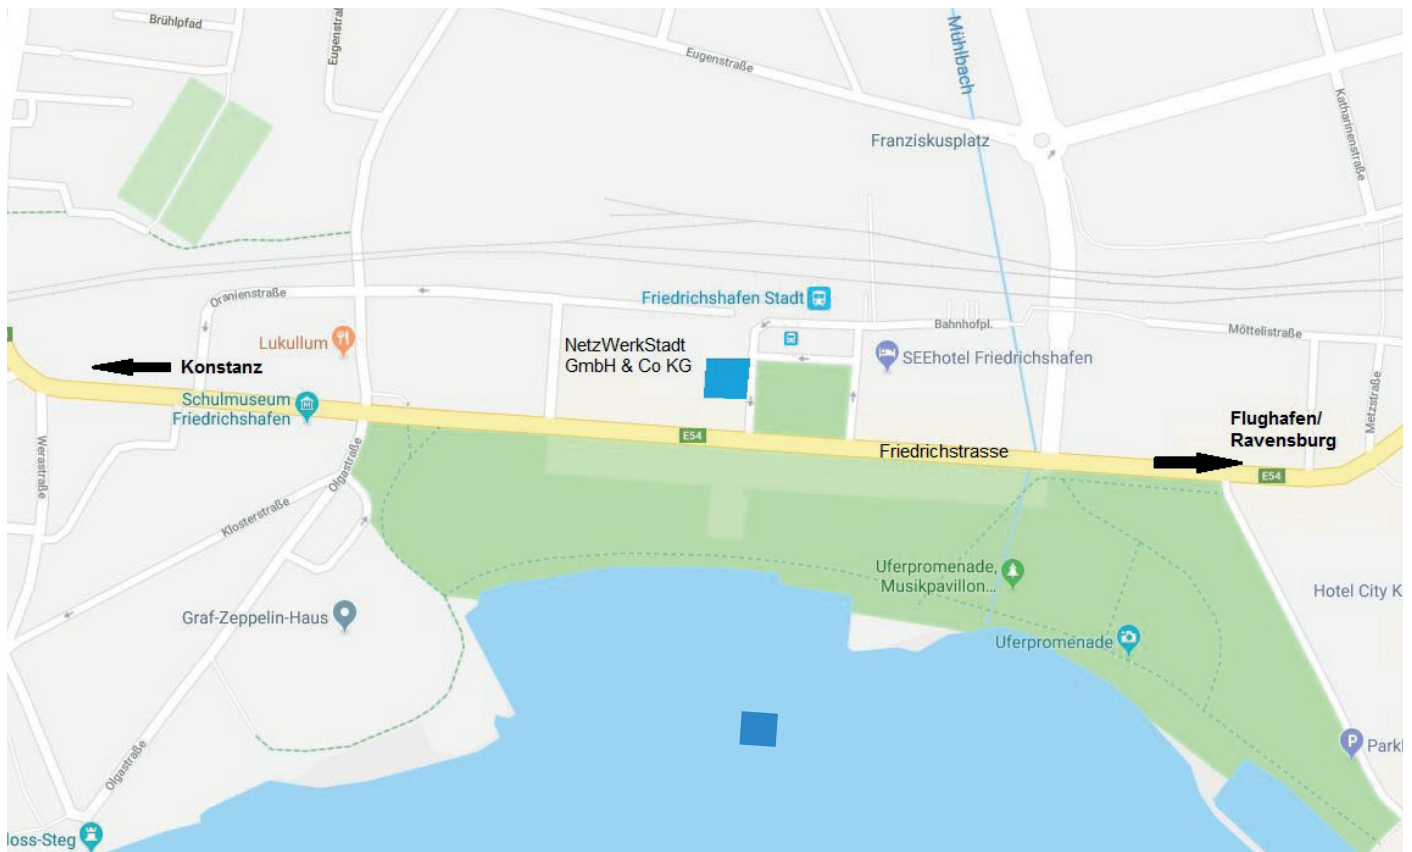 Brühlpfad
Eugenstraße
Eugenstraße
Mühlbach
Katharinenstraße
Franziskusplatz
Oranienstraße
Friedrichshafen Stadt
Bahnhofpl.
Möttelistraße
Lukullum
NetzWerkStadt
GmbH & Co KG
SEEhotel Friedrichshafen
Konstanz
Schulmuseum
Friedrichshafen
Metzstraße
Flughafen/
Ravensburg
E54
Friedrichstrasse
E54
Werastraße
Olgastraße
Klosterstraße
Uferpromenade,
Musikpavillon...
Hotel City K
Graf-Zeppelin-Haus
Uferpromenade
Olgastraße
P
Parkh
loss-Steg